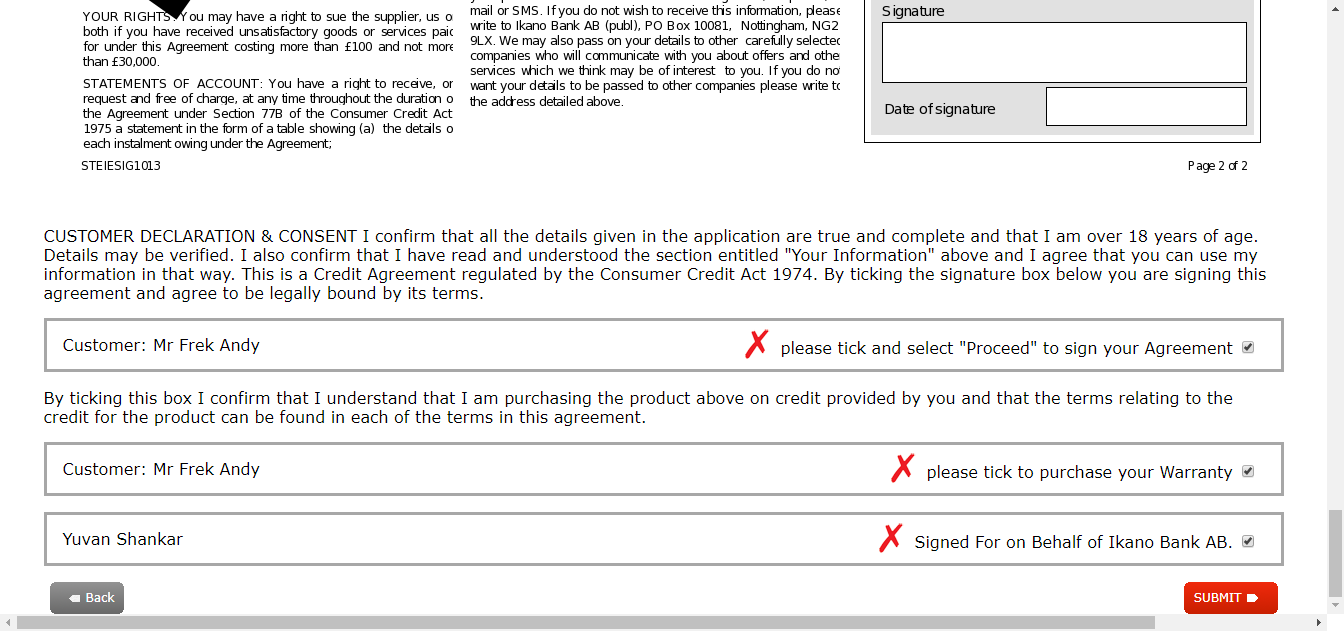 YOUR RIGHTS: You may have a right to sue the supplier, us o
both if you have received unsatisfactory goods or services paid
for under this Agreement costing more than £100 and not more
than £30,000.
STATEMENTS OF ACCOUNT: You have a right to receive, on
request and free of charge, at any time throughout the duration o
the Agreement under Section 77B of the Consumer Credit Act
1975 a statement in the form of a table showing (a) the details o
each instalment owing under the Agreement;
STEIESIG1013
mail or SMS. If you do not wish to receive this information, please
write to Ikano Bank AB (publ), PO Box 10081, Nottingham, NG2
9LX. We may also pass on your details to other carefully selected
companies who will communicate with you about offers and othe
services which we think may be of interest to you. If you do not
want your details to be passed to other companies please write to
the address detailed above.
Signature
Date of signature
Page 2 of 2
CUSTOMER DECLARATION & CONSENT I confirm that all the details given in the application are true and complete and that I am over 18 years of age.
Details may be verified. I also confirm that I have read and understood the section entitled "Your Information" above and I agree that you can use my
information in that way. This is a Credit Agreement regulated by the Consumer Credit Act 1974. By ticking the signature box below you are signing this
agreement and agree to be legally bound by its terms.
Customer: Mr Frek Andy
✗ please tick and select "Proceed" to sign your Agreement
By ticking this box I confirm that I understand that I am purchasing the product above on credit provided by you and that the terms relating to the
credit for the product can be found in each of the terms in this agreement.
Customer: Mr Frek Andy
✗ please tick to purchase your Warranty
Yuvan Shankar
✗ Signed For on Behalf of Ikano Bank AB.
Back
SUBMIT